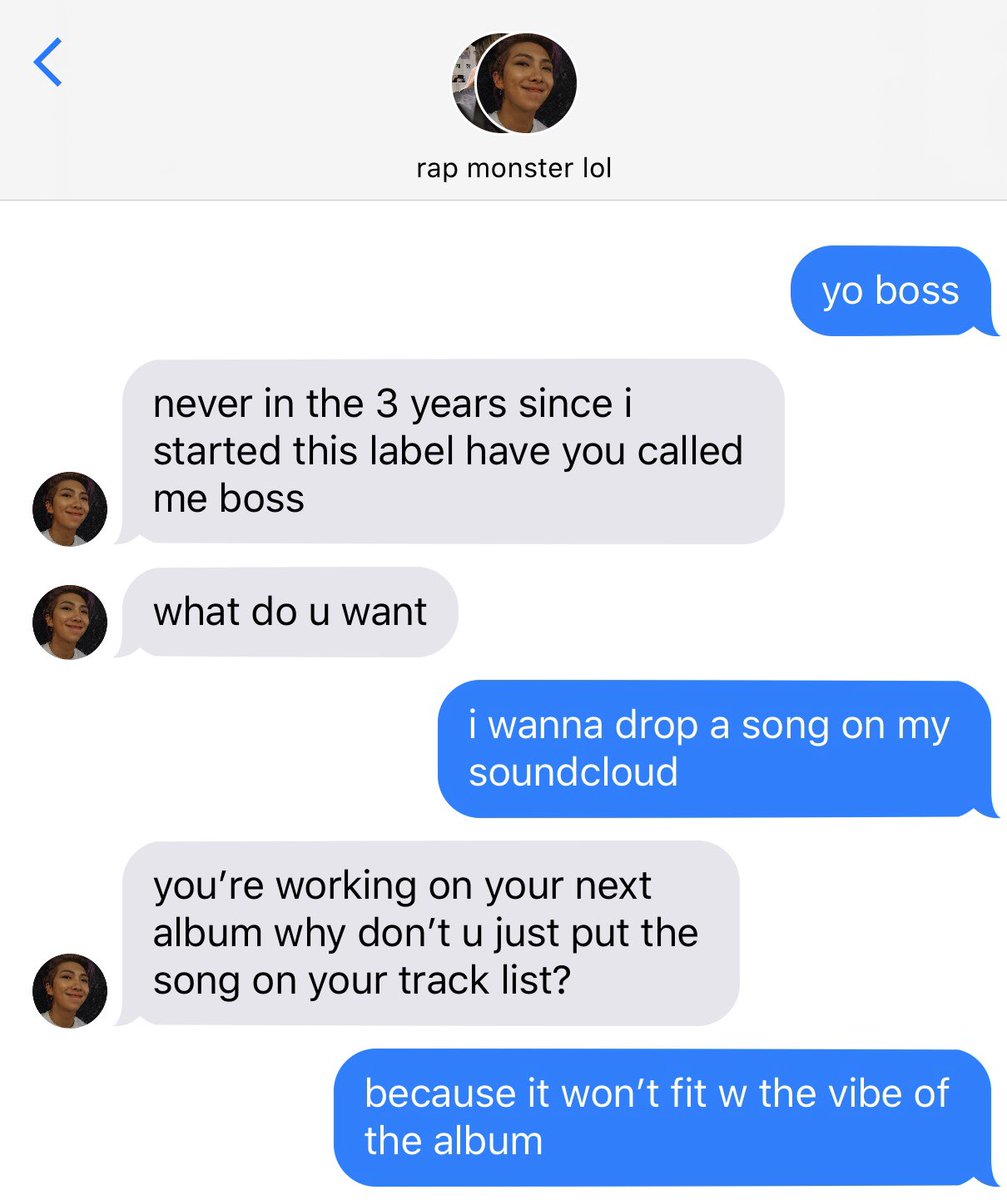 rap monster lol
yo boss
never in the 3 years since i
started this label have you called
me boss
what do u want
i wanna drop a song on my
soundcloud
you’re working on your next
album why don’t u just put the
song on your track list?
because it won’t fit w the vibe of
the album